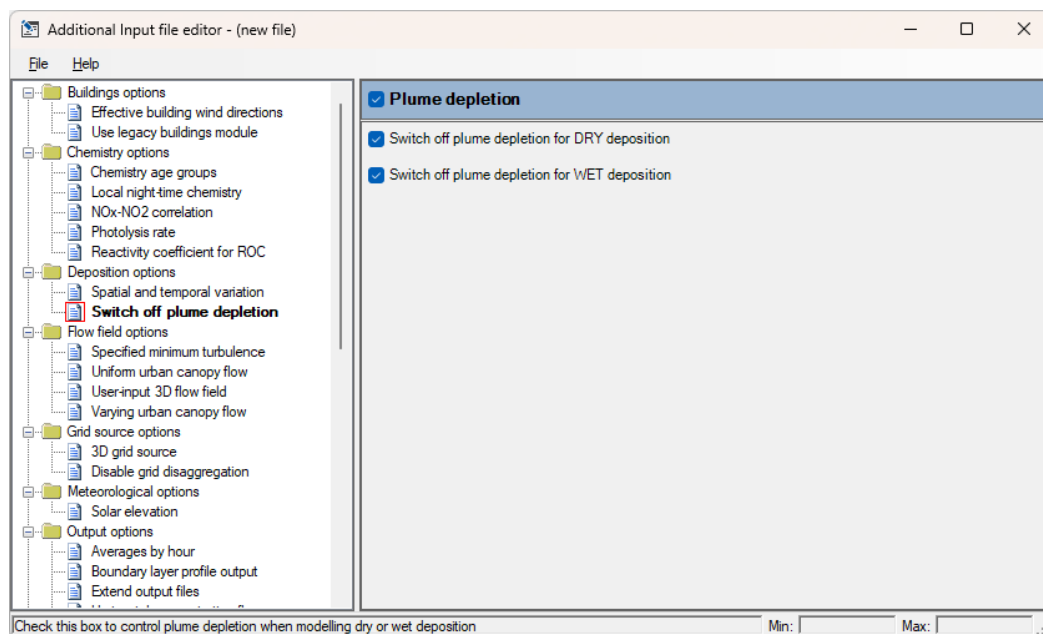 Additional Input file editor - (new file)
File Help
Buildings options
Effective building wind directions
Use legacy buildings module
Chemistry options
Chemistry age groups
Local night-time chemistry
NOx-NO2 correlation
Photolysis rate
Reactivity coefficient for ROC
Deposition options
Spatial and temporal variation
Switch off plume depletion
Flow field options
Specified minimum turbulence
Uniform urban canopy flow
User-input 3D flow field
Varying urban canopy flow
Grid source options
3D grid source
Disable grid disaggregation
Meteorological options
Solar elevation
Output options
Averages by hour
Boundary layer profile output
Extend output files
Plume depletion
Switch off plume depletion for DRY deposition
Switch off plume depletion for WET deposition
Check this box to control plume depletion when modelling dry or wet deposition Min: Max: